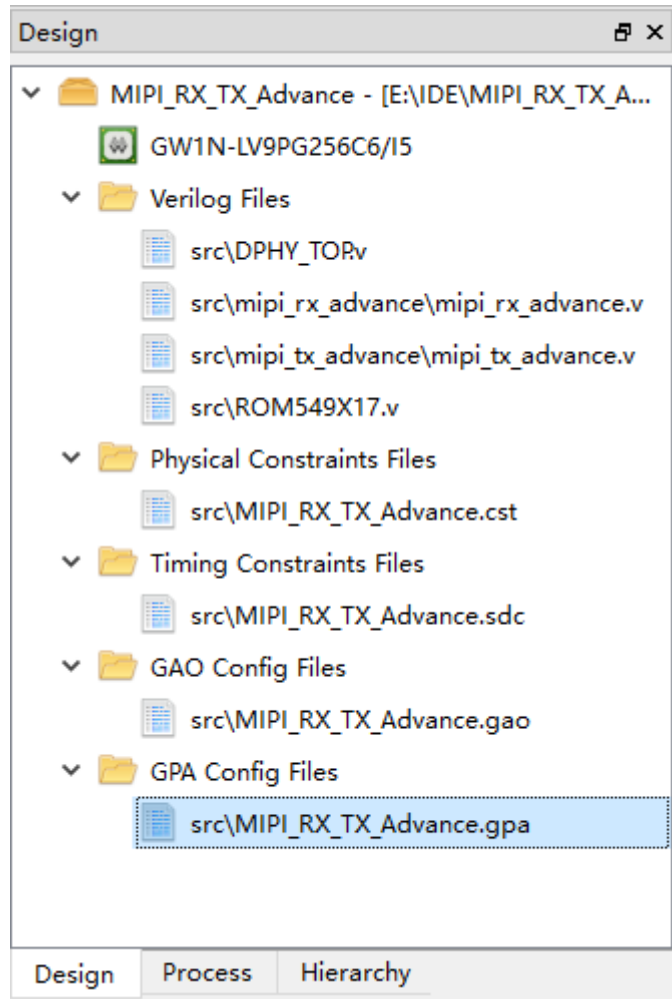 Design
MIPI_RX_TX_Advance - [E:\IDE\MIPI_RX_TX_A...
GW1N-LV9PG256C6/I5
Verilog Files
src\DPHY_TOP.v
src\mipi_rx_advance\mipi_rx_advance.v
src\mipi_tx_advance\mipi_tx_advance.v
src\ROM549X17.v
Physical Constraints Files
src\MIPI_RX_TX_Advance.cst
Timing Constraints Files
src\MIPI_RX_TX_Advance.sdc
GAO Config Files
src\MIPI_RX_TX_Advance.gao
GPA Config Files
src\MIPI_RX_TX_Advance.gpa
Design Process Hierarchy